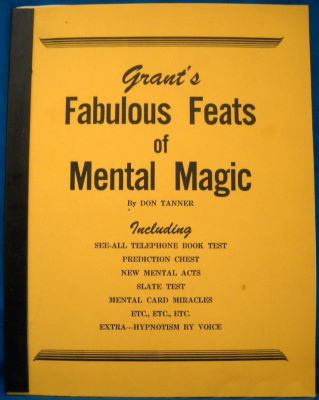 Grant's
Fabulous Feats
of
Mental Magic
By DON TANNER
Including
SEE-ALL TELEPHONE BOOK TEST
PREDICTION CHEST
NEW MENTAL ACTS
SLATE TEST
MENTAL CARD MIRACLES
ETC., ETC., ETC.
EXTRA—HYPNOTISM BY VOICE